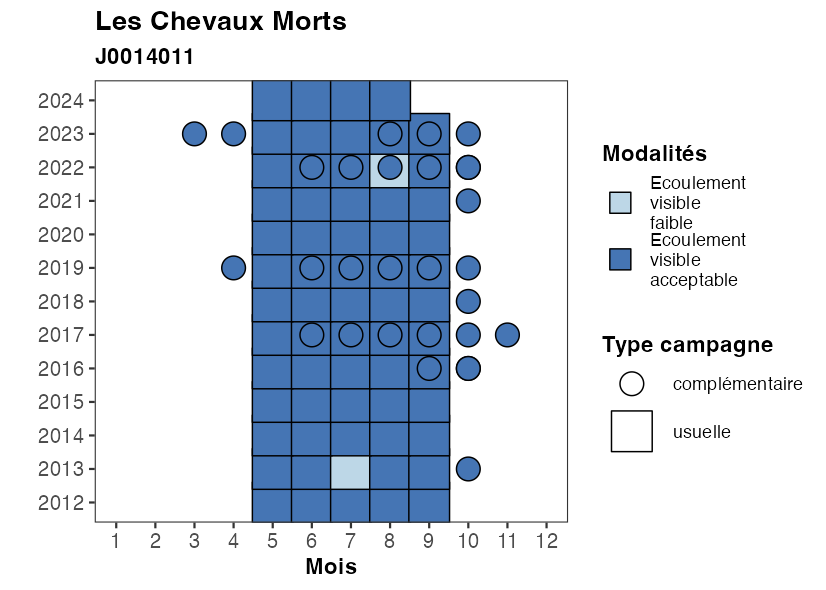 Les Chevaux Morts
J0014011
2024
2023
2022
2021
2020
2019
2018
2017
2016
2015
2014
2013
2012
1 2 3 4 5 6 7 8 9 10 11 12
Mois
Modalités
Ecoulement
visible
faible
Ecoulement
visible
acceptable
Type campagne
complémentaire
usuelle